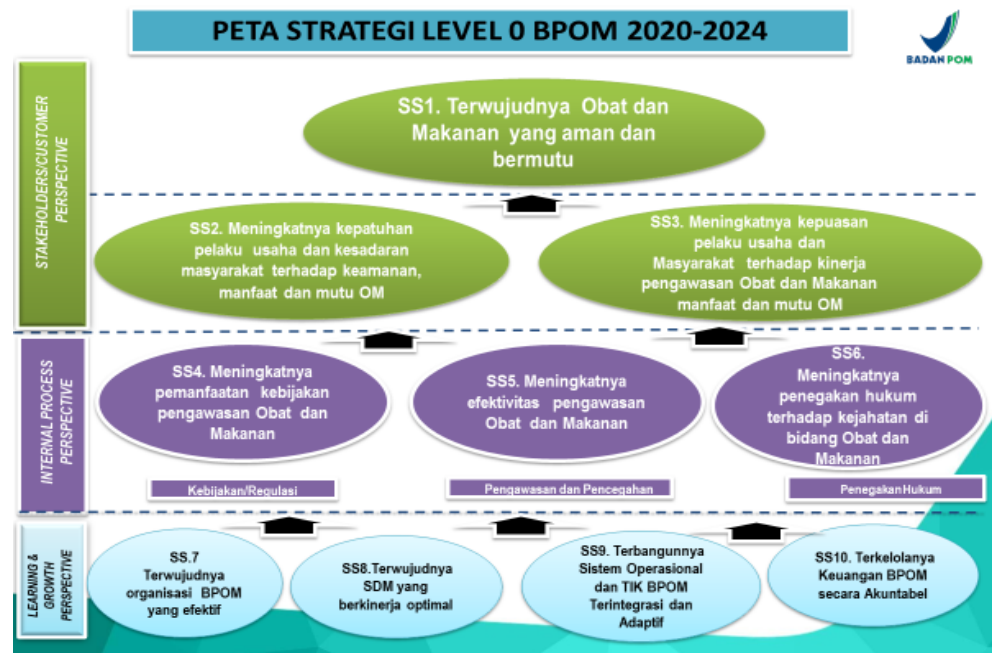 PETA STRATEGI LEVEL 0 BPOM 2020-2024
BADAN POM
STAKEHOLDERS/CUSTOMER
PERSPECTIVE
SS1. Terwujudnya Obat dan
Makanan yang aman dan
bermutu
SS2. Meningkatnya kepatuhan
pelaku usaha dan kesadaran
masyarakat terhadap keamanan,
manfaat dan mutu OM
SS3. Meningkatnya kepuasan
pelaku usaha dan
Masyarakat terhadap kinerja
pengawasan Obat dan Makanan
manfaat dan mutu OM
INTERNAL PROCESS
PERSPECTIVE
SS4. Meningkatnya
pemanfaatan kebijakan
pengawasan Obat dan
Makanan
SS5. Meningkatnya
efektivitas pengawasan
Obat dan Makanan
SS6.
Meningkatnya
penegakan hukum
terhadap kejahatan di
bidang Obat dan
Makanan
Kebijakan/Regulasi
Pengawasan dan Pencegahan
Penegakan Hukum
LEARNING &
GROWTH
PERSPECTIVE
SS.7
Terwujudnya
organisasi BPOM
yang efektif
SS8.Terwujudnya
SDM yang
berkinerja optimal
SS9. Terbangunnya
Sistem Operasional
dan TIK BPOM
Terintegrasi dan
Adaptif
SS10. Terkelolanya
Keuangan BPOM
secara Akuntabel